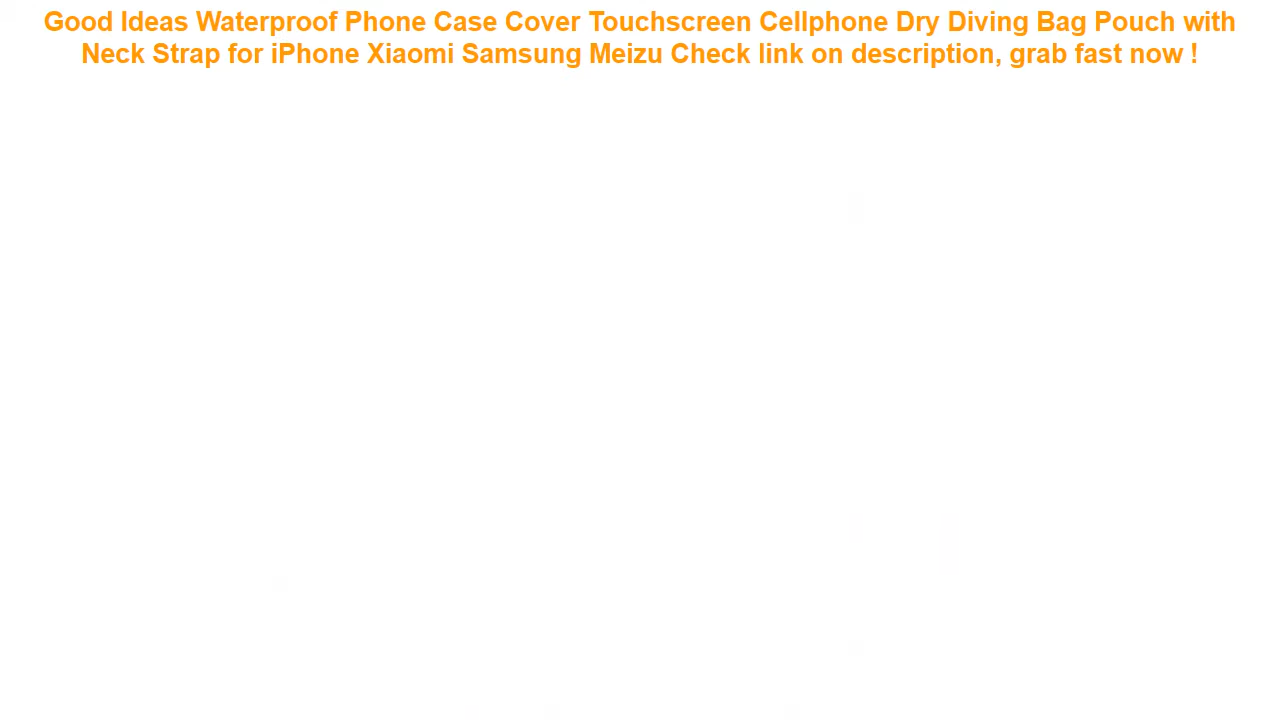 Good Ideas Waterproof Phone Case Cover Touchscreen Cellphone Dry Diving Bag Pouch with
Neck Strap for iPhone Xiaomi Samsung Meizu Check link on description, grab fast now !